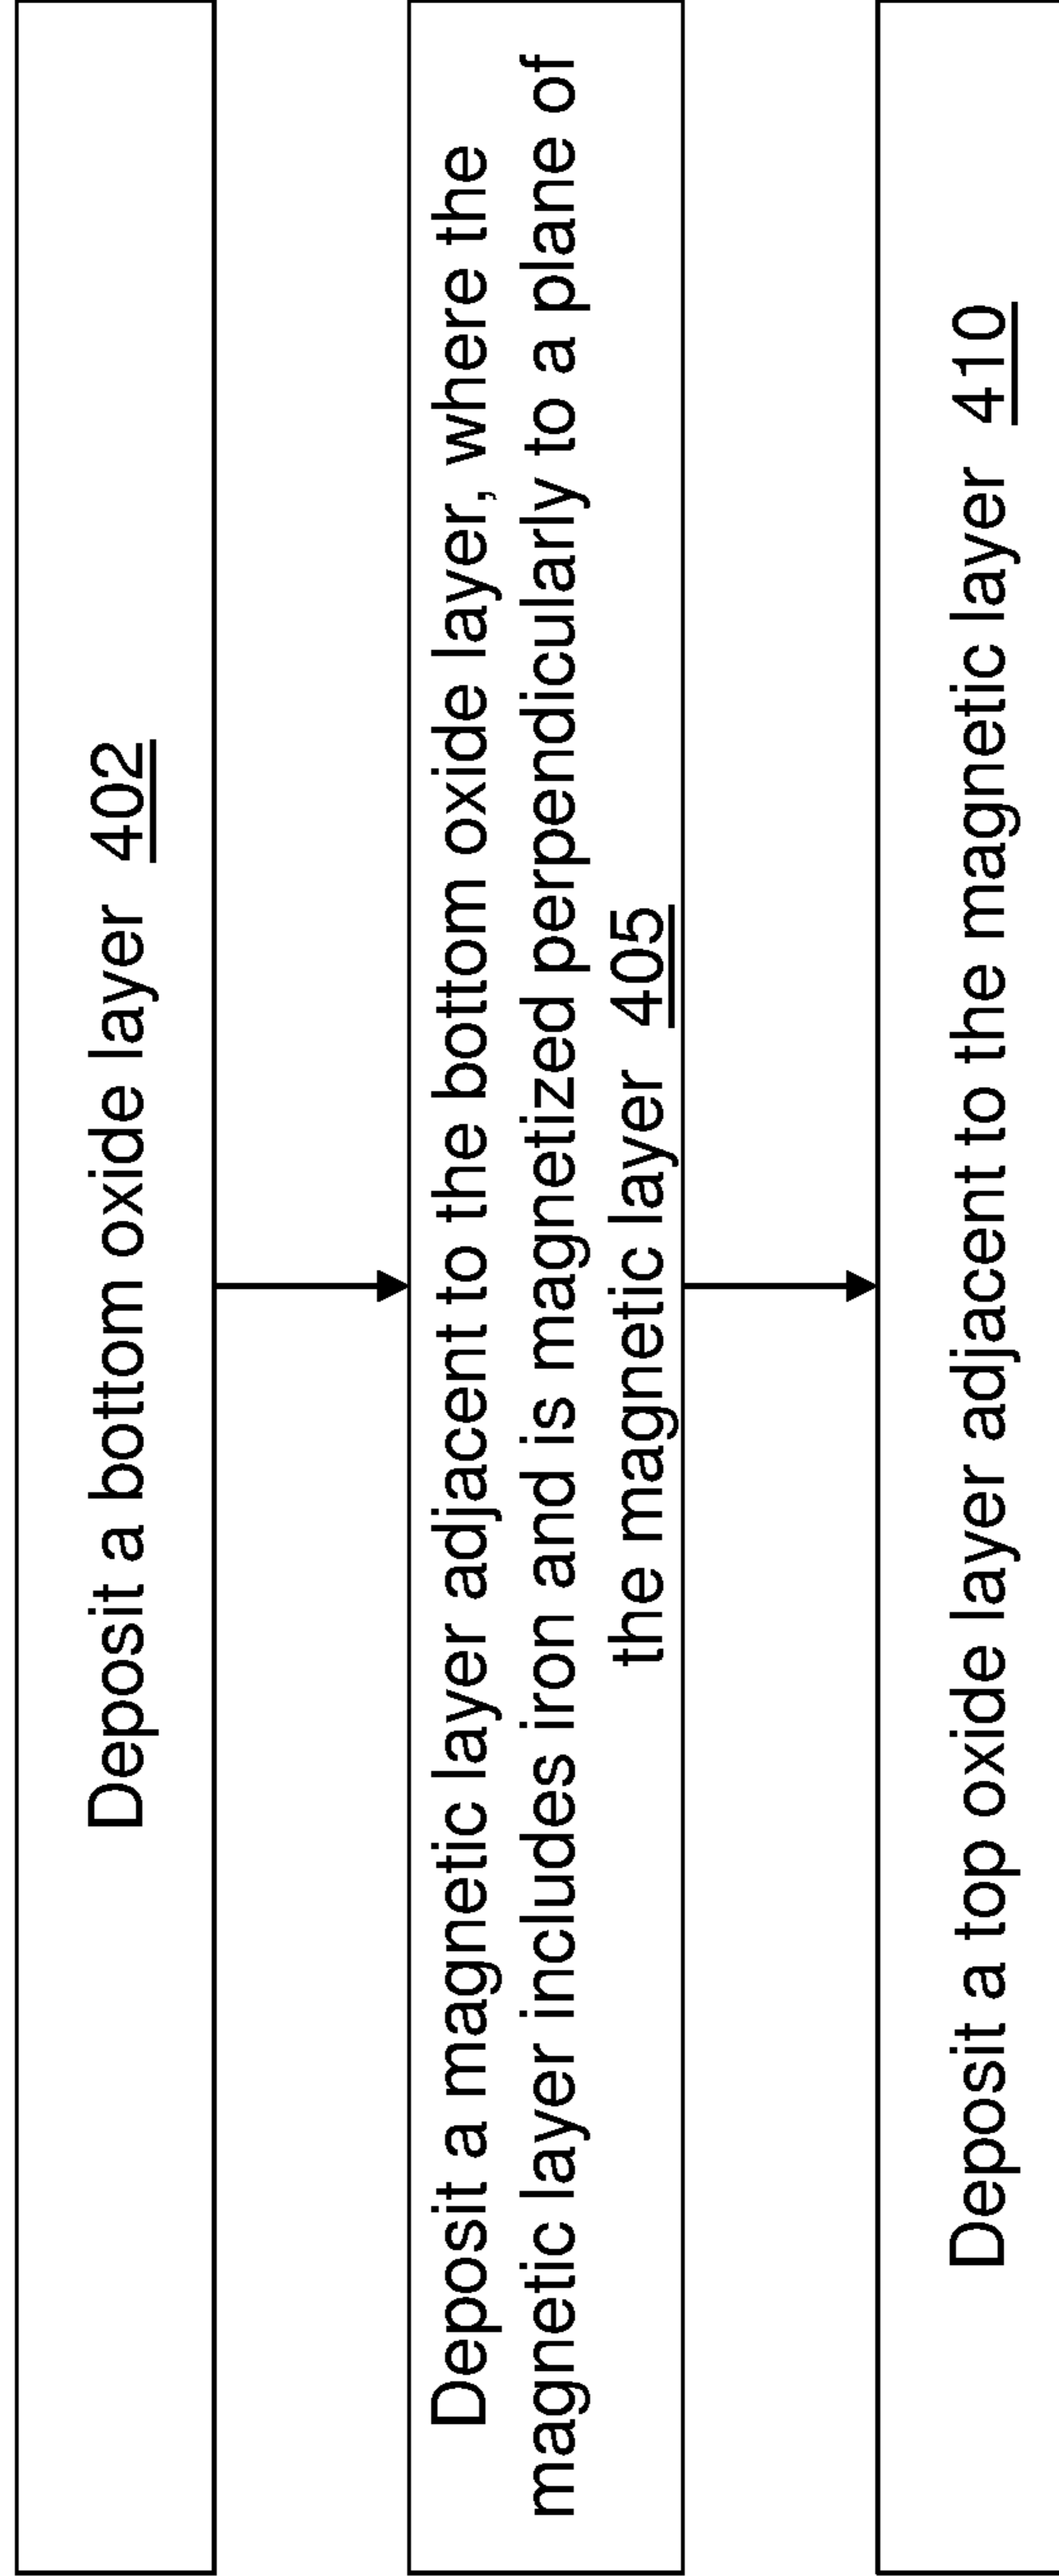 Deposit a bottom oxide layer 402
Deposit a magnetic layer adjacent to the bottom oxide layer, where the
magnetic layer includes iron and is magnetized perpendicularly to a plane of
the magnetic layer 405
Deposit a top oxide layer adjacent to the magnetic layer 410